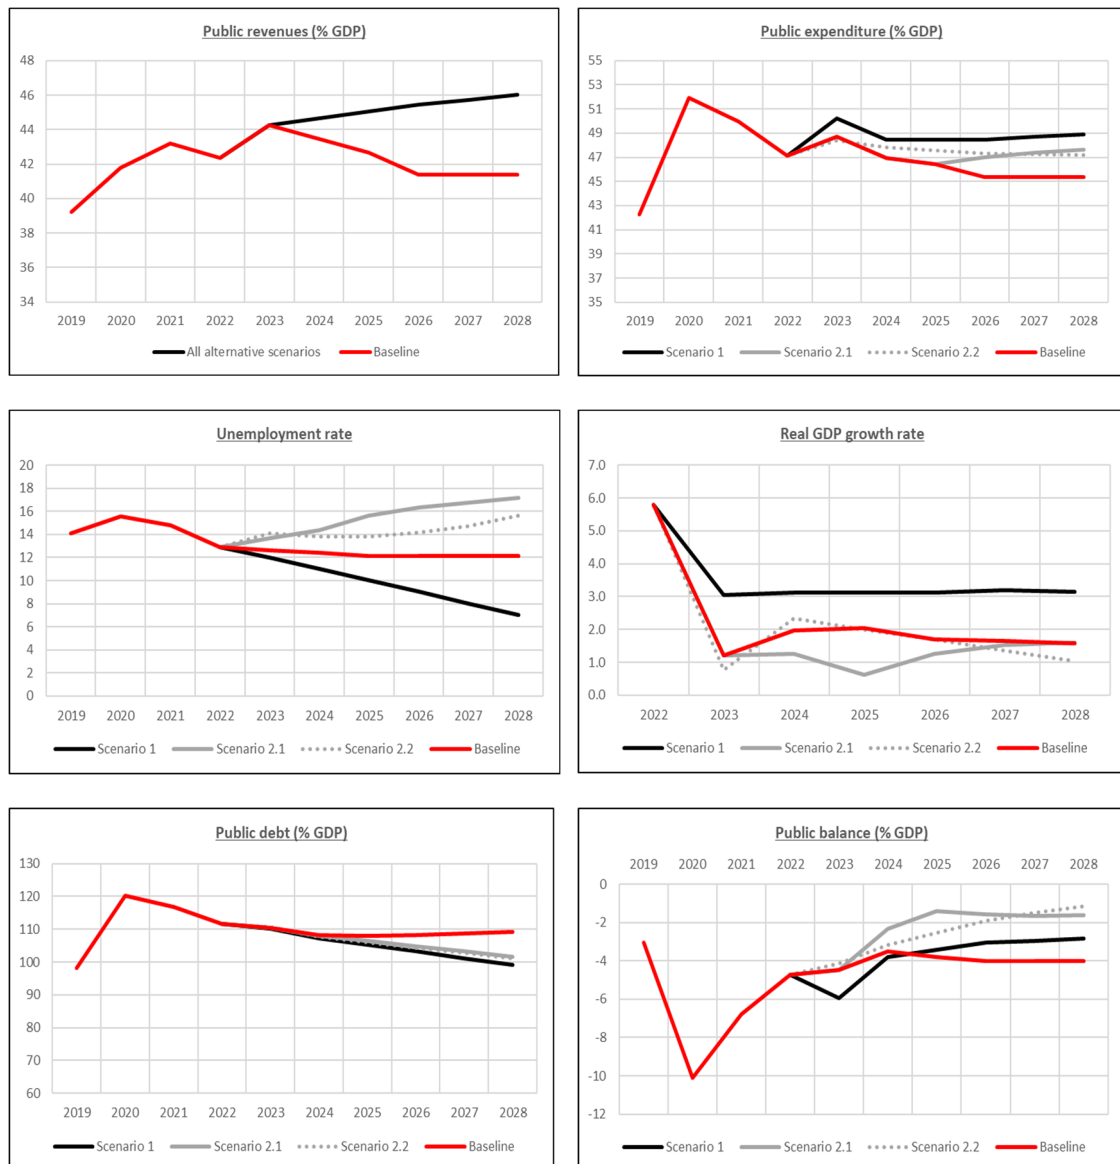 Public revenues (% GDP)
48
46
44
42
40
38
36
34
2019 2020 2021 2022 2023 2024 2025 2026 2027 2028
All alternative scenarios Baseline
Public expenditure (% GDP)
55
53
51
49
47
45
43
41
39
37
35
2019 2020 2021 2022 2023 2024 2025 2026 2027 2028
Scenario 1 Scenario 2.1 Scenario 2.2 Baseline
Unemployment rate
20
18
16
14
12
10
8
6
4
2
0
2019 2020 2021 2022 2023 2024 2025 2026 2027 2028
Scenario 1 Scenario 2.1 Scenario 2.2 Baseline
Real GDP growth rate
7.0
6.0
5.0
4.0
3.0
2.0
1.0
0.0
2022 2023 2024 2025 2026 2027 2028
Scenario 1 Scenario 2.1 Scenario 2.2 Baseline
Public debt (% GDP)
130
120
110
100
90
80
70
60
2019 2020 2021 2022 2023 2024 2025 2026 2027 2028
Scenario 1 Scenario 2.1 Scenario 2.2 Baseline
Public balance (% GDP)
2019 2020 2021 2022 2023 2024 2025 2026 2027 2028
0
-2
-4
-6
-8
-10
-12
Scenario 1 Scenario 2.1 Scenario 2.2 Baseline